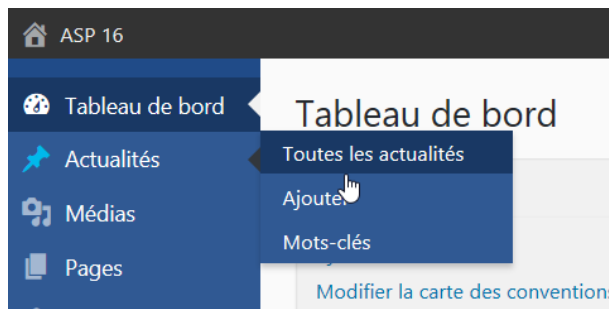 ASP 16
Tableau de bord
Tableau de bord
Actualités
Toutes les actualités
Ajouter
Mots-clés
Médias
Pages
Modifier la carte des conventions